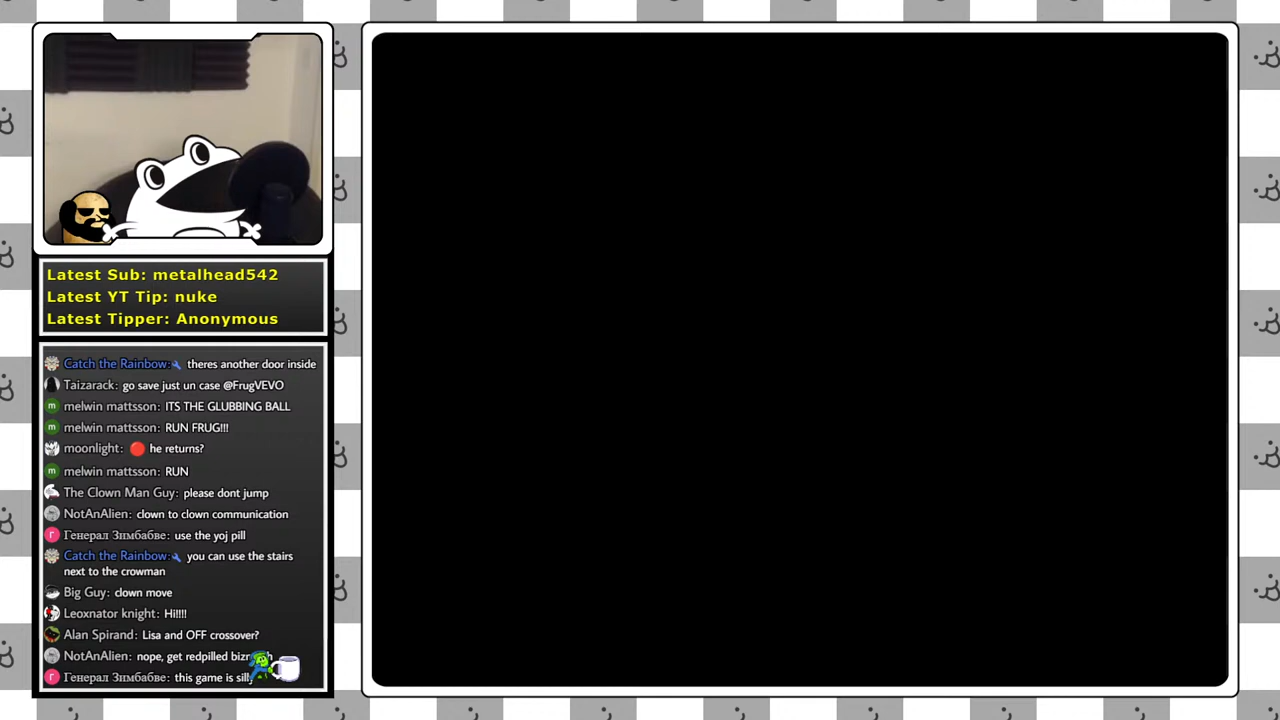 Latest Sub: metalhead542
Latest YT Tip: nuke
Latest Tipper: Anonymous
Catch the Rainbow: theres another door inside
Taizarack: go save just un case @FrugVEVO
melwin mattsson: ITS THE GLUBBING BALL
melwin mattsson: RUN FRUG!!!
moonlight: 🔴 he returns?
melwin mattsson: RUN
The Clown Man Guy: please dont jump
NotAnAlien: clown to clown communication
Генерал Зимбабве: use the yoj pill
Catch the Rainbow: you can use the stairs
next to the crowman
Big Guy: clown move
Leoxnator knight: Hi!!!!
Alan Spirand: Lisa and OFF crossover?
NotAnAlien: nope, get redpilled
Генерал Зимбабве: this game is silly